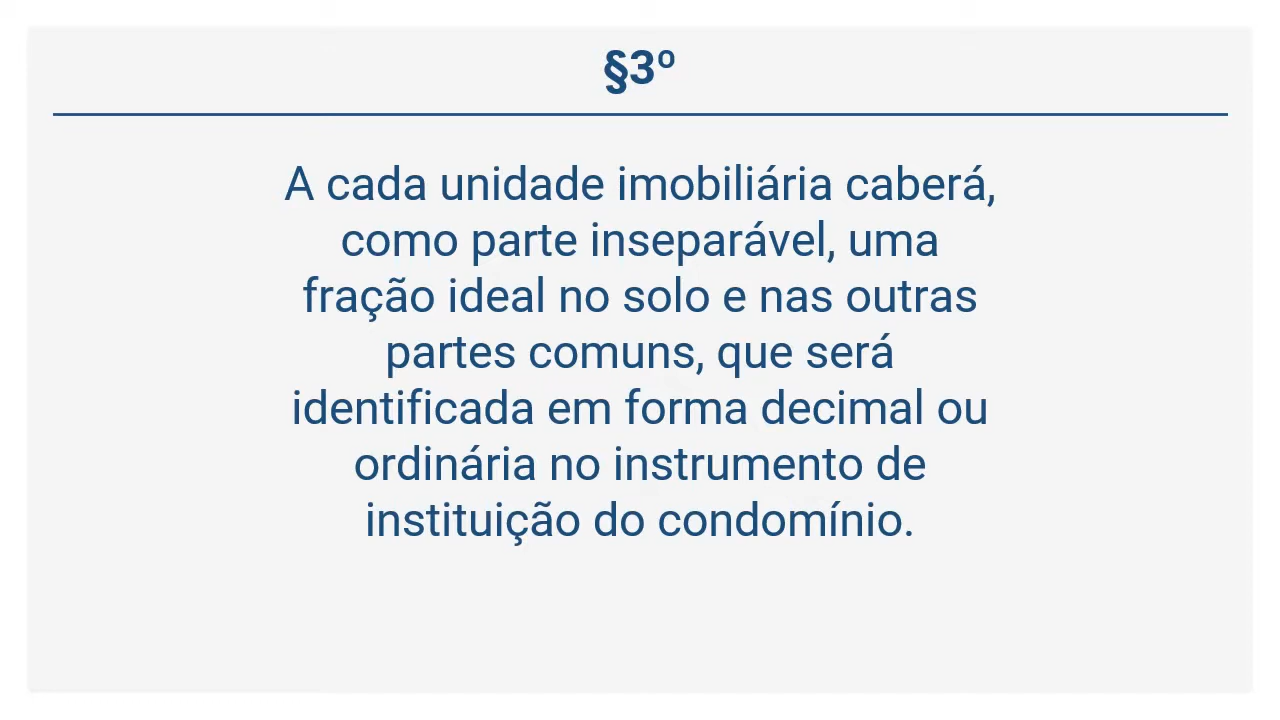 §3º
A cada unidade imobiliária caberá,
como parte inseparável, uma
fração ideal no solo e nas outras
partes comuns, que será
identificada em forma decimal ou
ordinária no instrumento de
instituição do condomínio.